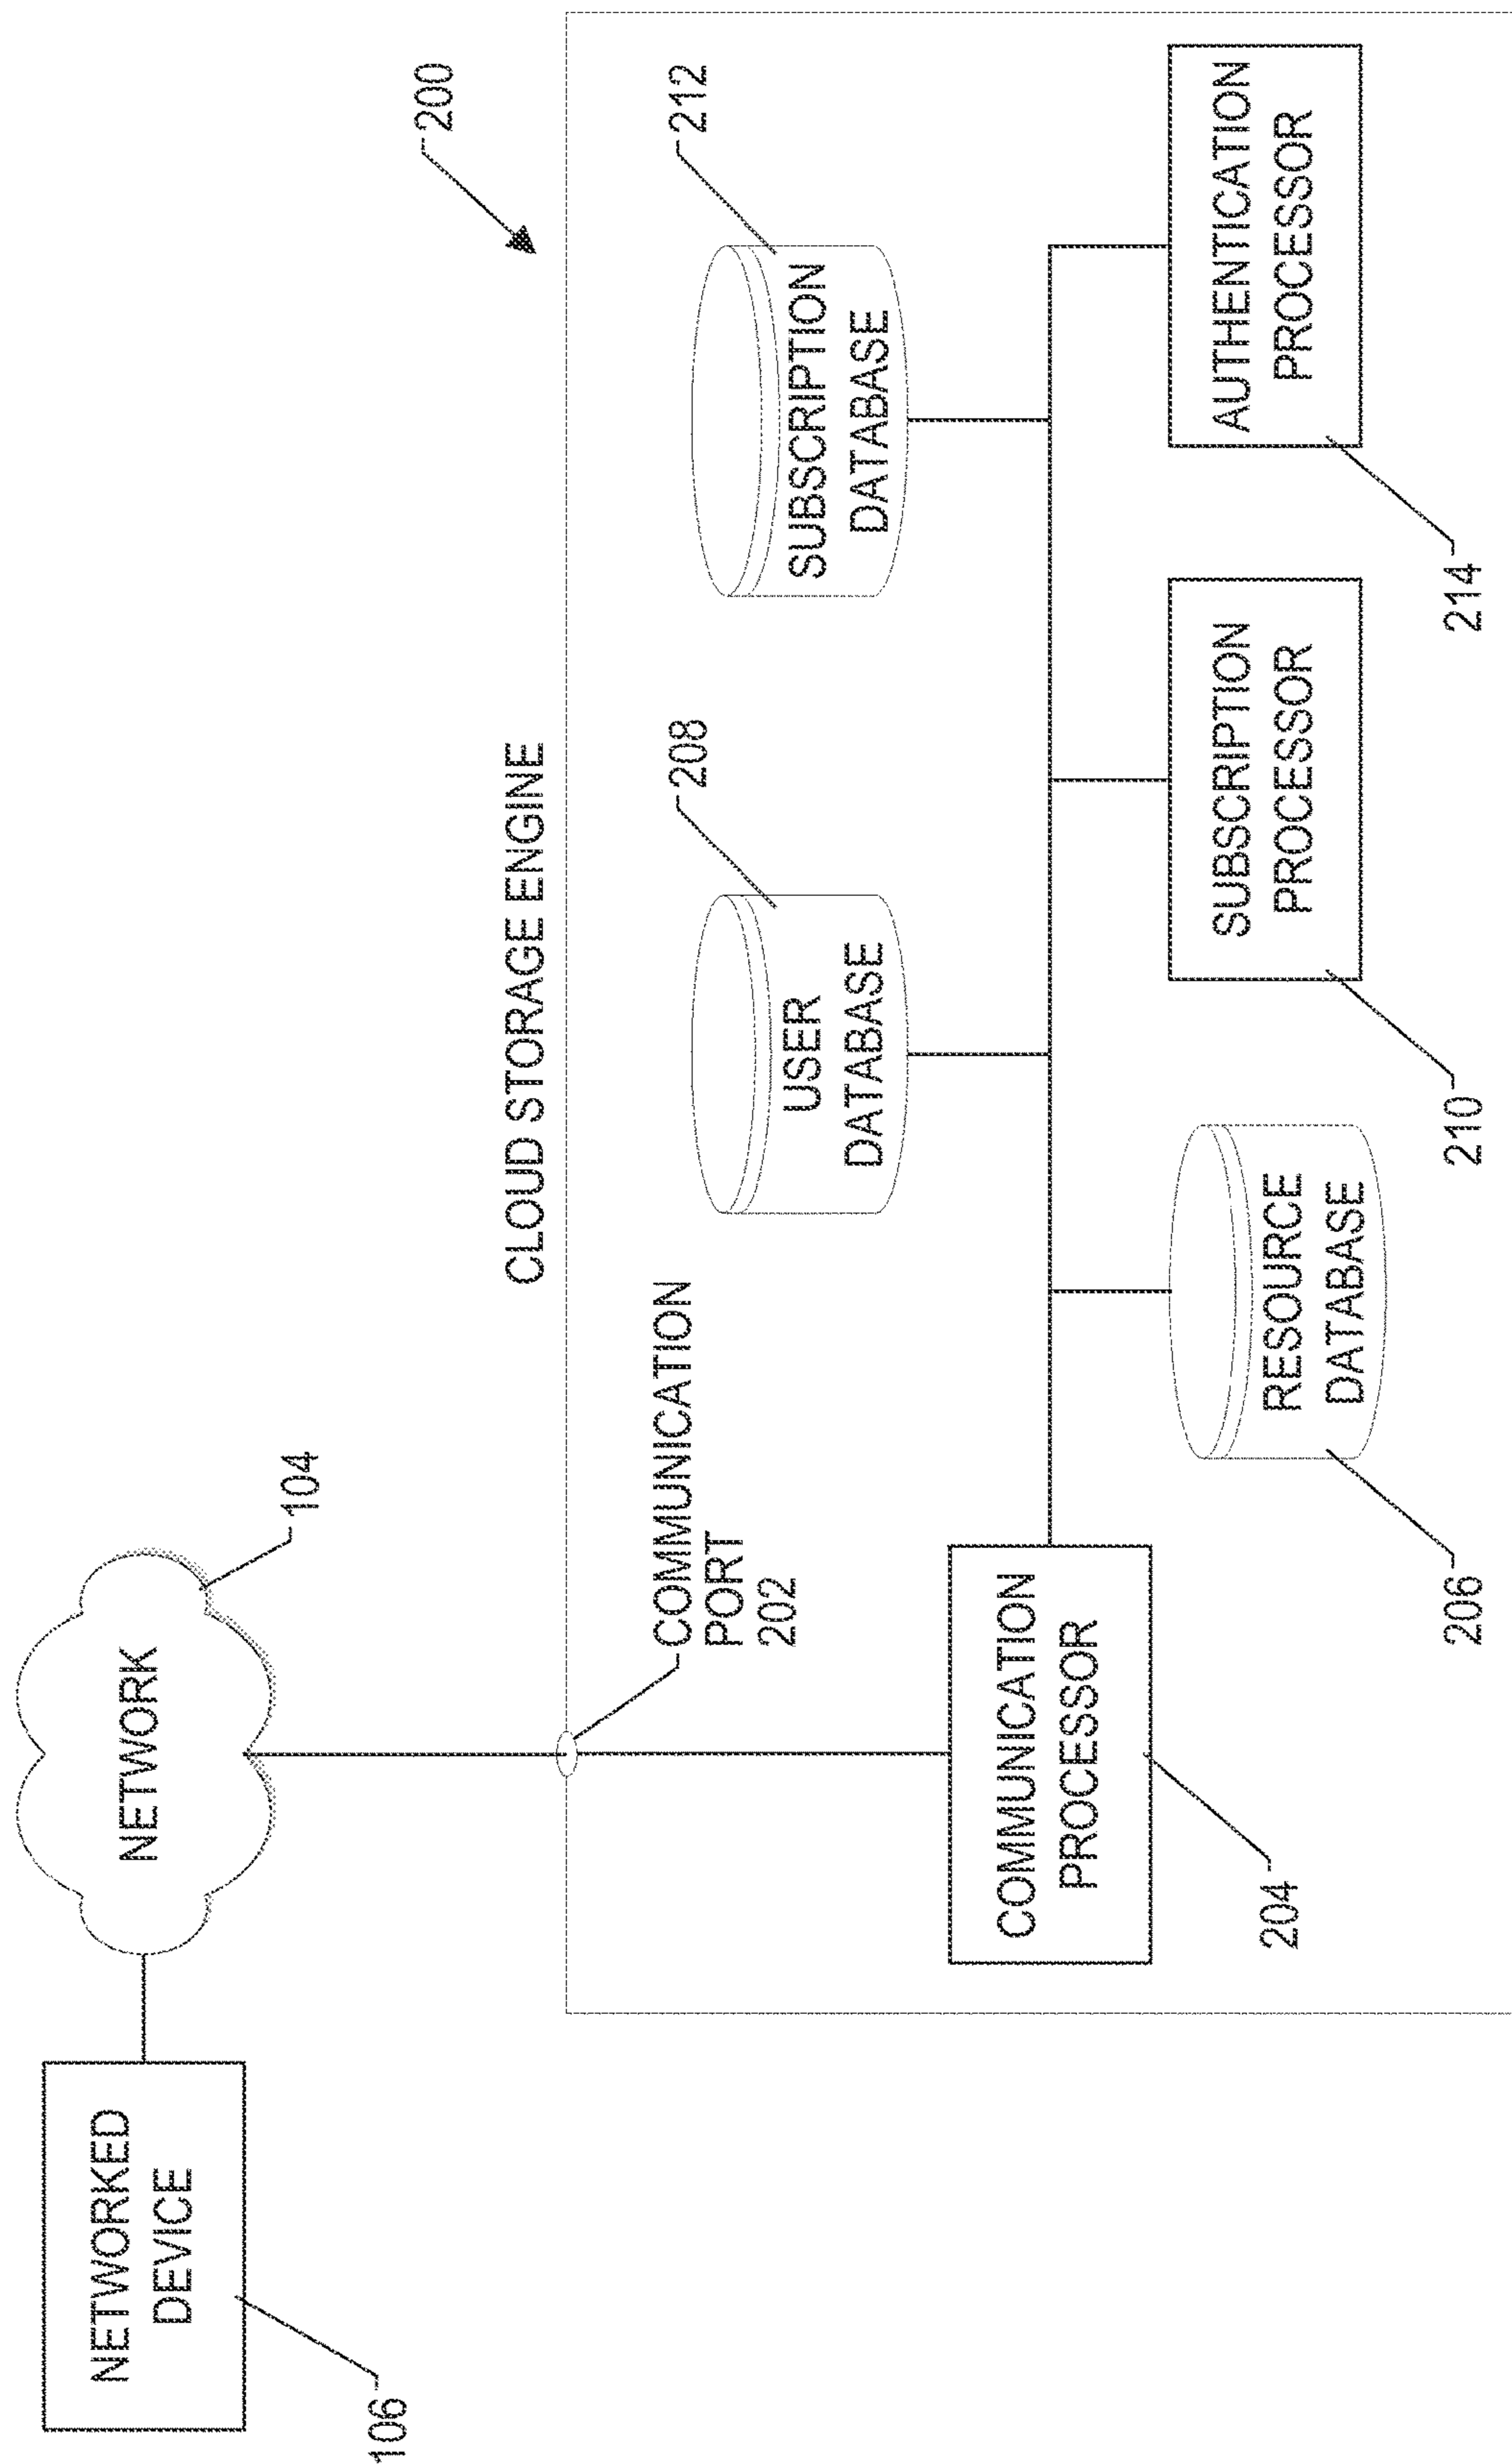 NETWORKED
DEVICE
106
NETWORK
104
CLOUD STORAGE ENGINE
200
COMMUNICATION
PORT
202
USER
DATABASE
208
SUBSCRIPTION
DATABASE
212
COMMUNICATION
PROCESSOR
204
RESOURCE
DATABASE
206
SUBSCRIPTION
PROCESSOR
210
AUTHENTICATION
PROCESSOR
214